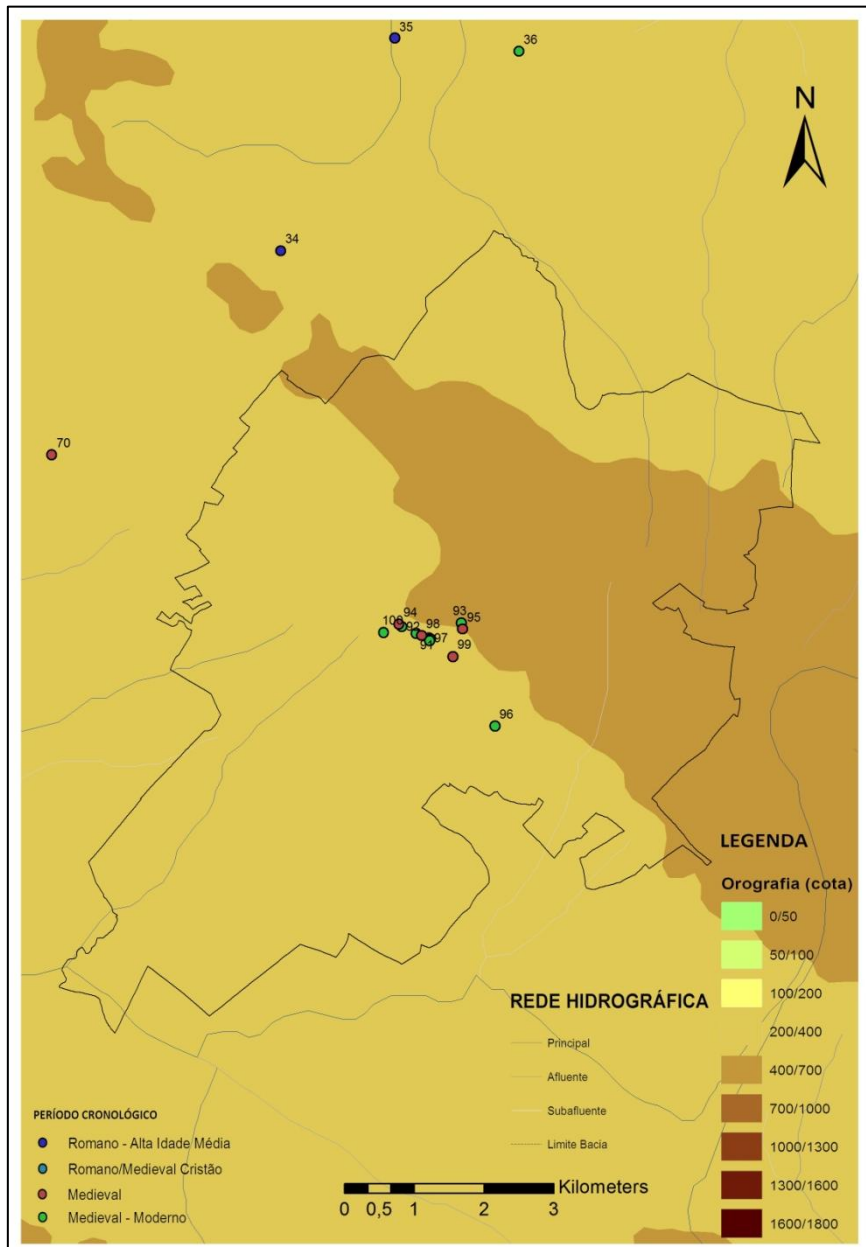 35
36
N
34
70
94
93
100
92
98
95
97
91
99
96
LEGENDA
Orografia (cota)
0/50
50/100
100/200
200/400
400/700
700/1000
1000/1300
1300/1600
1600/1800
REDE HIDROGRÁFICA
Principal
Afluente
Subafluente
Limite Bacia
PERÍODO CRONOLÓGICO
Romano - Alta Idade Média
Romano/Medieval Cristão
Medieval
Medieval - Moderno
Kilometers
0 0,5 1 2 3